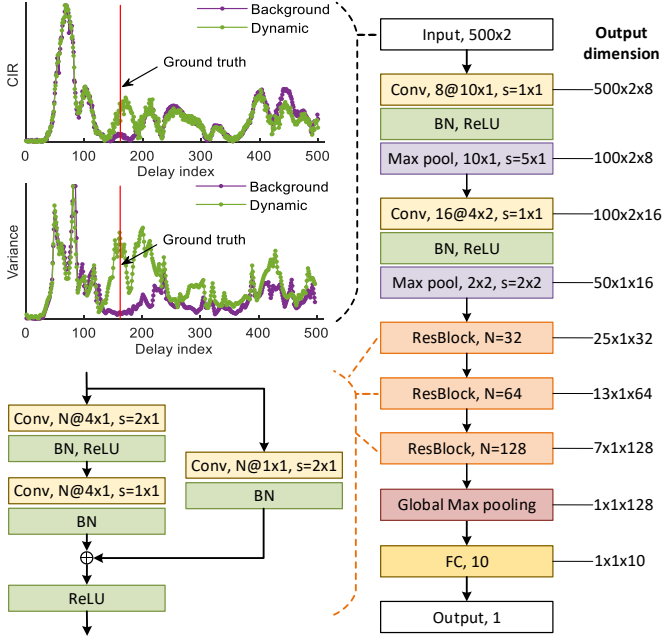 Background
Dynamic
Ground truth
CIR
0
100
200
300
400
500
Delay index
Background
Dynamic
Ground truth
Variance
0
100
200
300
400
500
Delay index
Conv, N@4x1, s=2x1
BN, ReLU
Conv, N@4x1, s=1x1
BN
ReLU
Conv, N@1x1, s=2x1
BN
Output
dimension
Input, 500x2
Conv, 8@10x1, s=1x1
500x2x8
BN, ReLU
Max pool, 10x1, s=5x1
100x2x8
Conv, 16@4x2, s=1x1
100x2x16
BN, ReLU
Max pool, 2x2, s=2x2
50x1x16
ResBlock, N=32
25x1x32
ResBlock, N=64
13x1x64
ResBlock, N=128
7x1x128
Global Max pooling
1x1x128
FC, 10
1x1x10
Output, 1